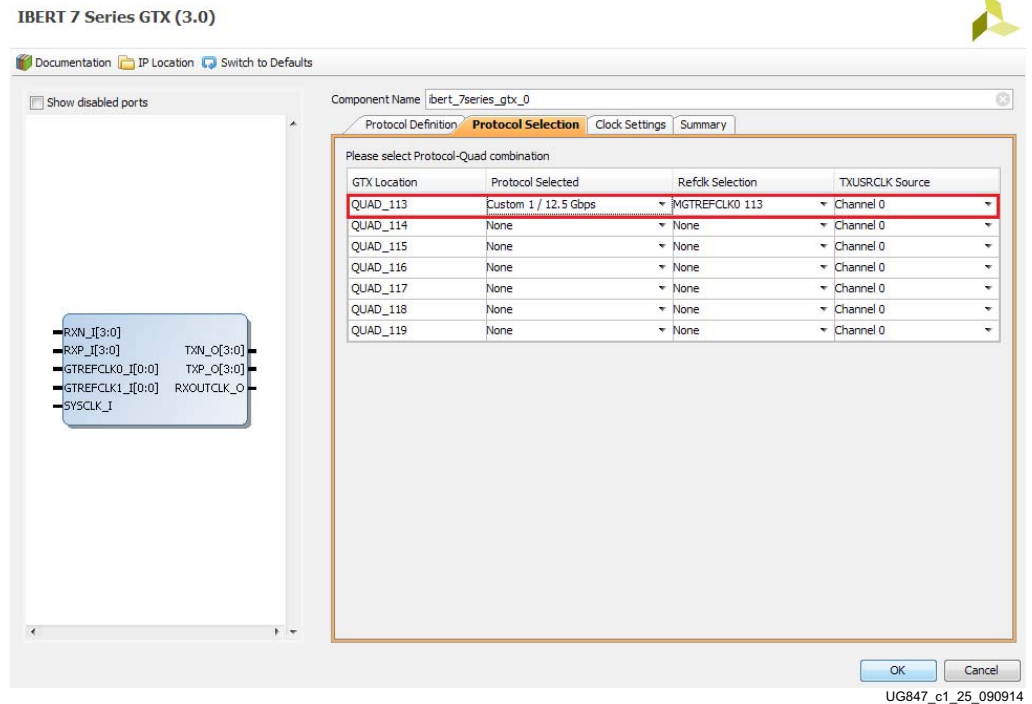 IBERT 7 Series GTX (3.0)
Documentation IP Location Switch to Defaults
Show disabled ports
Component Name ibert_7series_gtx_0
Protocol Definition Protocol Selection Clock Settings Summary
Please select Protocol-Quad combination
GTX Location Protocol Selected Refclk Selection TXUSRCLK Source
QUAD_113 Custom 1 / 12.5 Gbps MGTREFCLK0 113 Channel 0
QUAD_114 None None Channel 0
QUAD_115 None None Channel 0
QUAD_116 None None Channel 0
QUAD_117 None None Channel 0
QUAD_118 None None Channel 0
QUAD_119 None None Channel 0
RXN_I[3:0]
RXP_I[3:0] TXN_O[3:0]
GTREFCLK0_I[0:0] TXP_O[3:0]
GTREFCLK1_I[0:0] RXOUTCLK_O
SYSCLK_I
OK Cancel
UG847_c1_25_090914